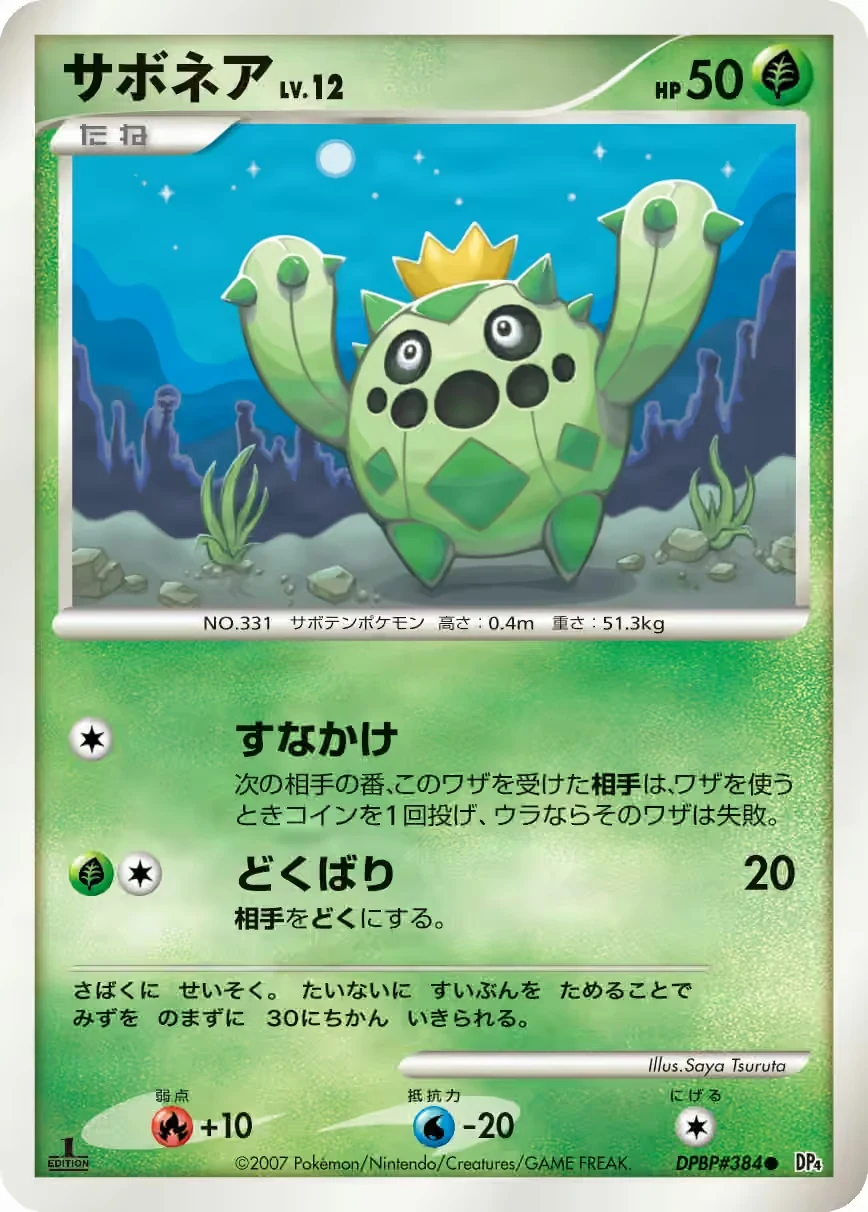 サボネア LV.12 HP 50
たね
NO.331 サボテンポケモン 高さ：0.4m 重さ：51.3kg
すなかけ
次の相手の番、このワザを受けた相手は、ワザを使う
ときコインを1回投げ、ウラならそのワザは失敗。
どくばり 20
相手をどくにする。
さばくに せいそく。 たいないに すいぶんを ためることで
みずを のまずに 30にちかん いきられる。
Illus.Saya Tsuruta
弱点 抵抗力 にげる
+10 -20
1 EDITION ©2007 Pokémon/Nintendo/Creatures/GAME FREAK. DPBP#384● DP4